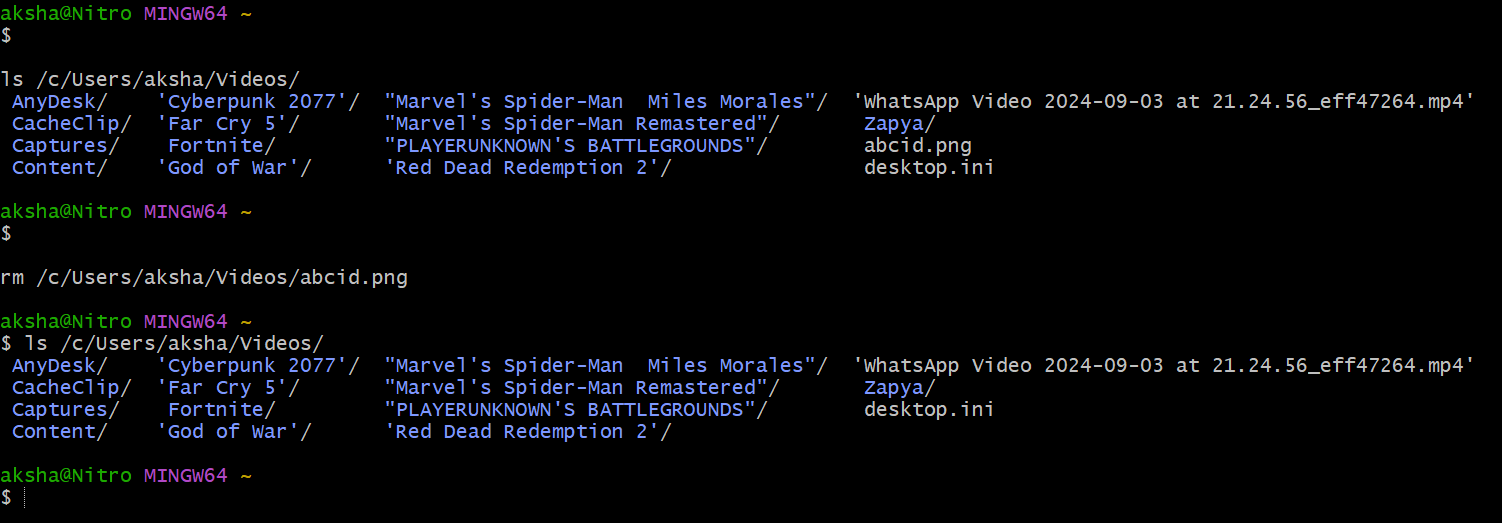 aksha@Nitro MINGW64 ~
$
ls /c/Users/aksha/Videos/
 AnyDesk/    'Cyberpunk 2077'/  "Marvel's Spider-Man  Miles Morales"/  'WhatsApp Video 2024-09-03 at 21.24.56_eff47264.mp4'
 CacheClip/  'Far Cry 5'/       "Marvel's Spider-Man Remastered"/       Zapya/
 Captures/    Fortnite/         "PLAYERUNKNOWN'S BATTLEGROUNDS"/        abcid.png
 Content/    'God of War'/      'Red Dead Redemption 2'/                desktop.ini
aksha@Nitro MINGW64 ~
$
rm /c/Users/aksha/Videos/abcid.png
aksha@Nitro MINGW64 ~
$ ls /c/Users/aksha/Videos/
 AnyDesk/    'Cyberpunk 2077'/  "Marvel's Spider-Man  Miles Morales"/  'WhatsApp Video 2024-09-03 at 21.24.56_eff47264.mp4'
 CacheClip/  'Far Cry 5'/       "Marvel's Spider-Man Remastered"/       Zapya/
 Captures/    Fortnite/         "PLAYERUNKNOWN'S BATTLEGROUNDS"/        desktop.ini
 Content/    'God of War'/      'Red Dead Redemption 2'/
aksha@Nitro MINGW64 ~
$